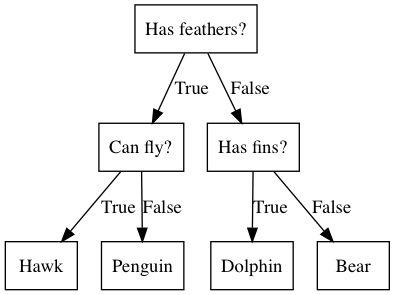 Has feathers?
True
False
Can fly?
Has fins?
True
False
True
False
Hawk
Penguin
Dolphin
Bear